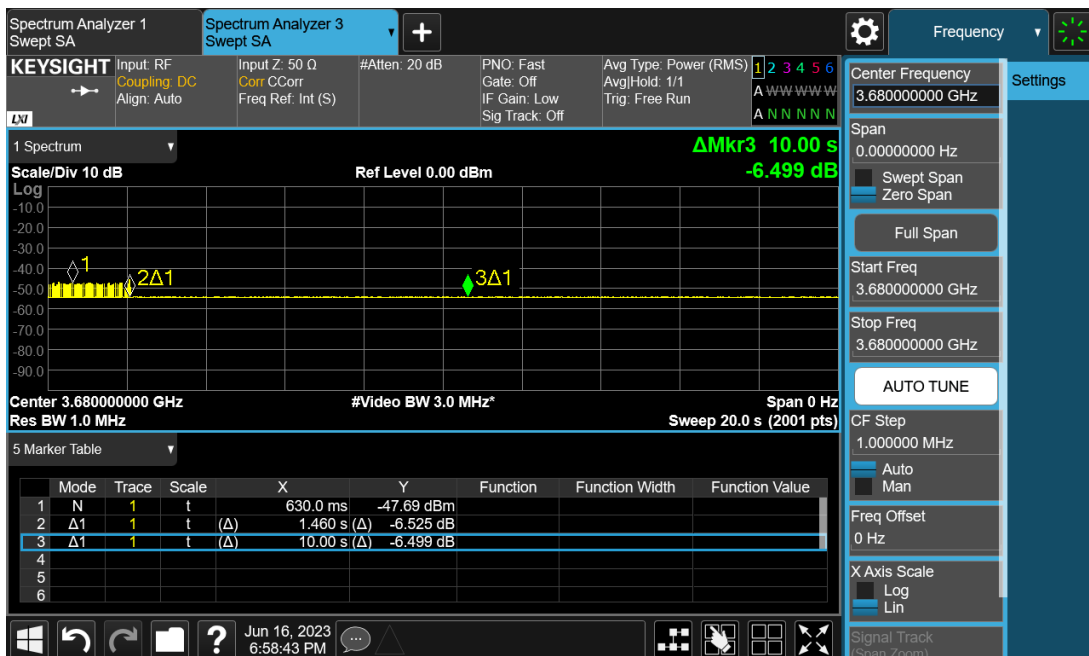 Spectrum Analyzer 1
Swept SA
Spectrum Analyzer 3
Swept SA
+
Frequency
KEYSIGHT
LXI
Input: RF
Coupling: DC
Align: Auto
Input Z: 50 Ω
Corr CCorr
Freq Ref: Int (S)
#Atten: 20 dB
PNO: Fast
Gate: Off
IF Gain: Low
Sig Track: Off
Avg Type: Power (RMS)
Avg|Hold: 1/1
Trig: Free Run
1 2 3 4 5 6
A W W W W W
A N N N N N
1 Spectrum
ΔMkr3 10.00 s
-6.499 dB
Scale/Div 10 dB
Ref Level 0.00 dBm
Log
-10.0
-20.0
-30.0
-40.0
-50.0
-60.0
-70.0
-80.0
-90.0
1
2Δ1
3Δ1
Center 3.680000000 GHz
#Video BW 3.0 MHz*
Span 0 Hz
Res BW 1.0 MHz
Sweep 20.0 s (2001 pts)
5 Marker Table
Mode Trace Scale X Y Function Function Width Function Value
1 N 1 t 630.0 ms -47.69 dBm
2 Δ1 1 t (Δ) 1.460 s (Δ) -6.525 dB
3 Δ1 1 t (Δ) 10.00 s (Δ) -6.499 dB
4
5
6
Center Frequency
3.680000000 GHz
Settings
Span
0.00000000 Hz
Swept Span
Zero Span
Full Span
Start Freq
3.680000000 GHz
Stop Freq
3.680000000 GHz
AUTO TUNE
CF Step
1.000000 MHz
Auto
Man
Freq Offset
0 Hz
X Axis Scale
Log
Lin
Signal Track
(Span Zoom)
?
Jun 16, 2023
6:58:43 PM